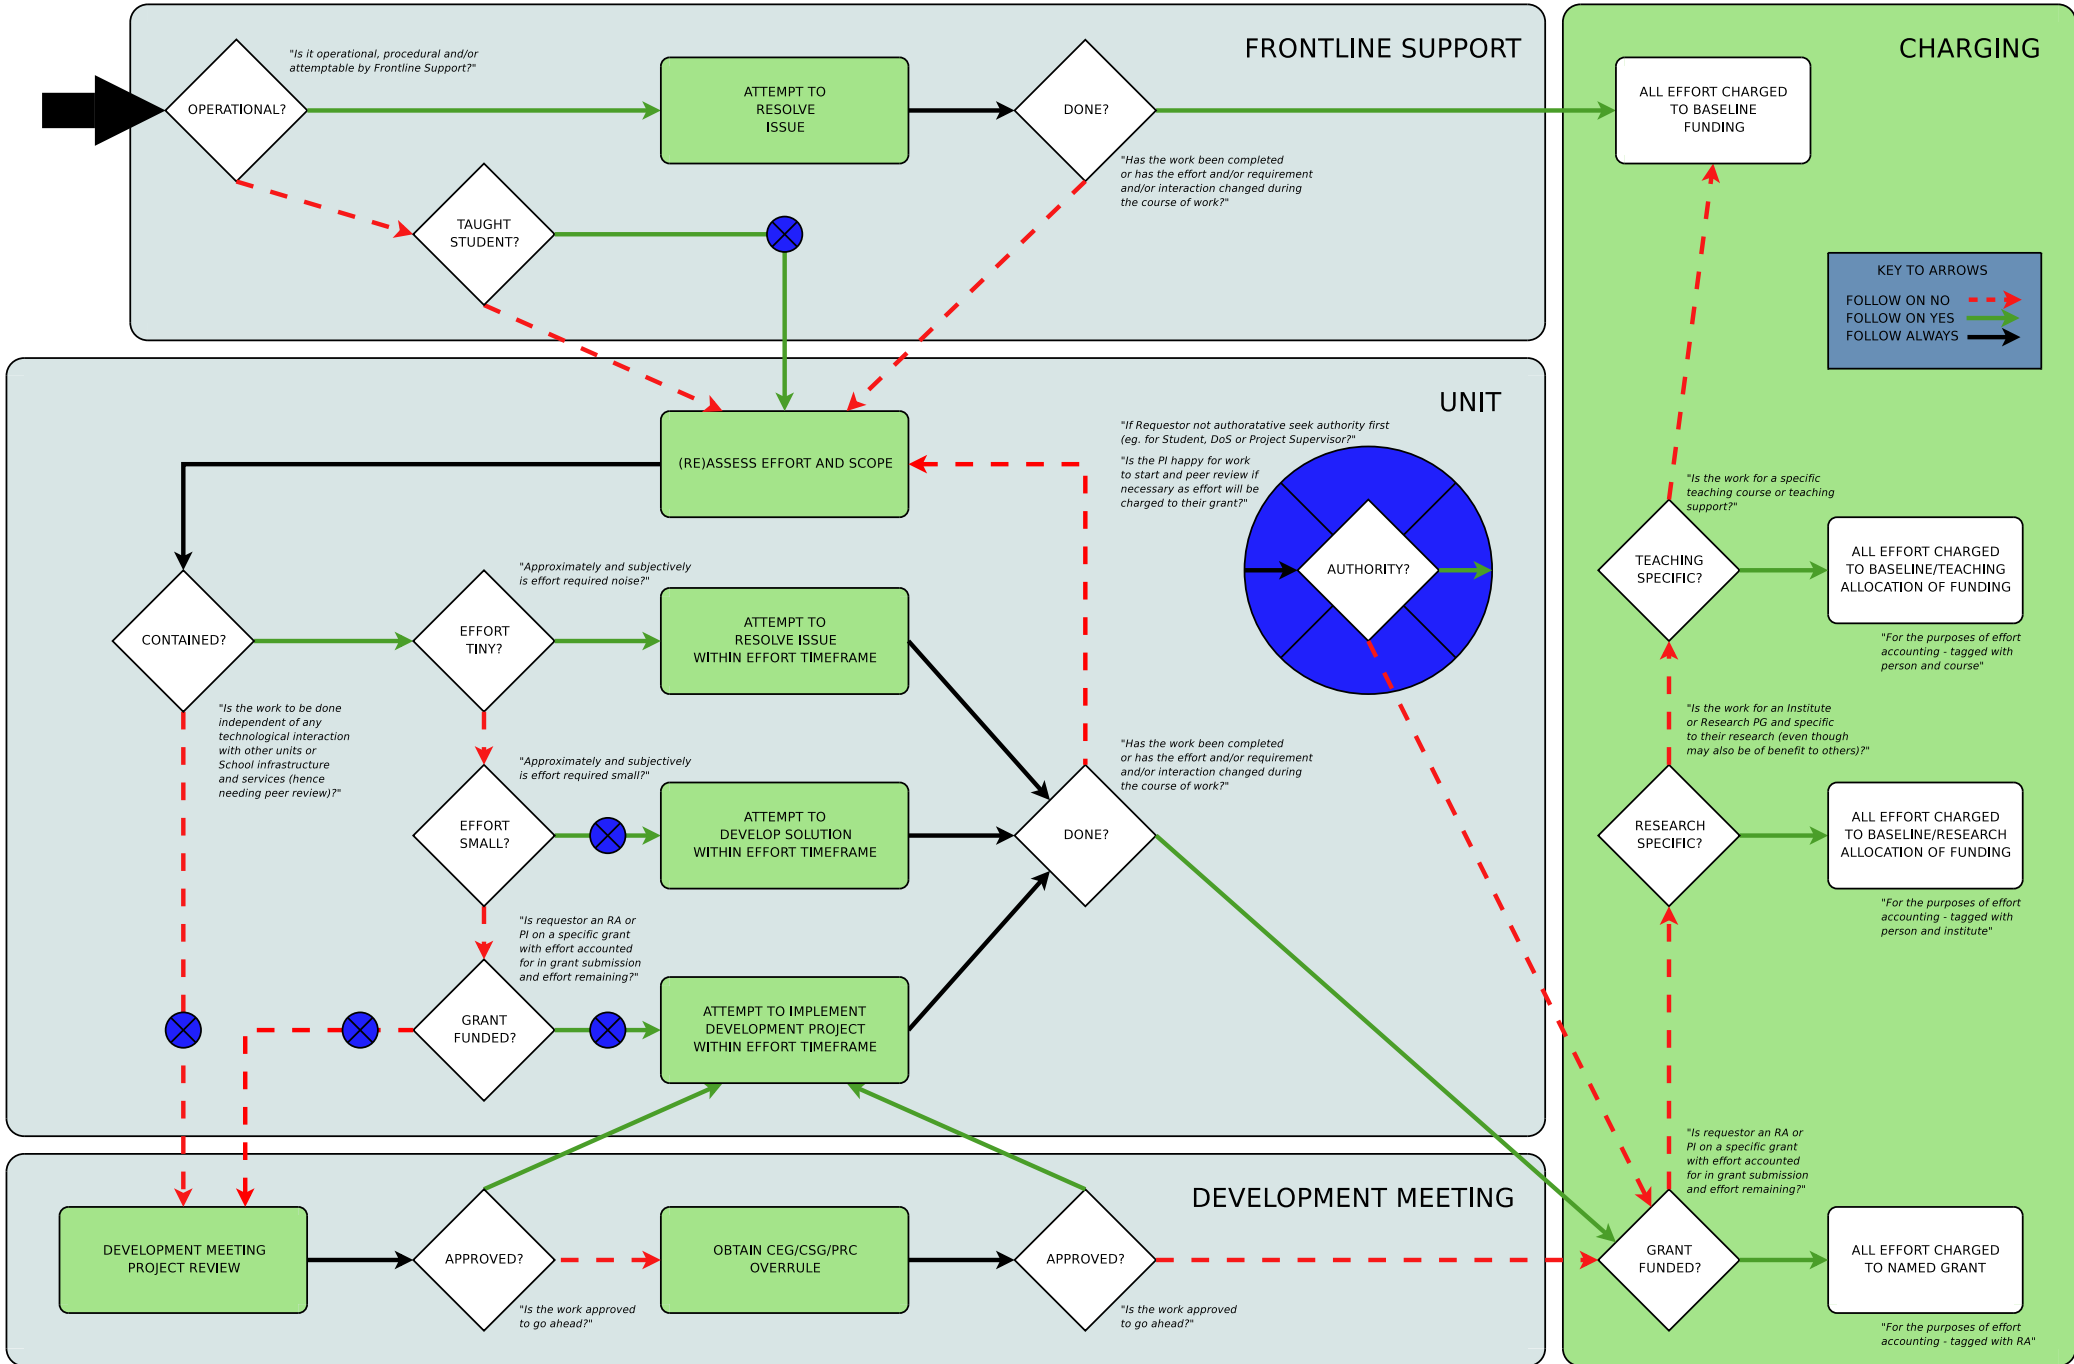 FRONTLINE SUPPORT
"Is it operational, procedural and/or
attemptable by Frontline Support?"
OPERATIONAL?
ATTEMPT TO
RESOLVE
ISSUE
DONE?
"Has the work been completed
or has the effort and/or requirement
and/or interaction changed during
the course of work?"
TAUGHT
STUDENT?
CHARGING
ALL EFFORT CHARGED
TO BASELINE
FUNDING
KEY TO ARROWS
FOLLOW ON NO
FOLLOW ON YES
FOLLOW ALWAYS
UNIT
"If Requestor not authoratative seek authority first
(eg. for Student, DoS or Project Supervisor?"
"Is the PI happy for work
to start and peer review if
necessary as effort will be
charged to their grant?"
AUTHORITY?
(RE)ASSESS EFFORT AND SCOPE
CONTAINED?
"Is the work to be done
independent of any
technological interaction
with other units or
School infrastructure
and services (hence
needing peer review)?"
"Approximately and subjectively
is effort required noise?"
EFFORT
TINY?
ATTEMPT TO
RESOLVE ISSUE
WITHIN EFFORT TIMEFRAME
"Approximately and subjectively
is effort required small?"
EFFORT
SMALL?
ATTEMPT TO
DEVELOP SOLUTION
WITHIN EFFORT TIMEFRAME
"Has the work been completed
or has the effort and/or requirement
and/or interaction changed during
the course of work?"
DONE?
"Is requestor an RA or
PI on a specific grant
with effort accounted
for in grant submission
and effort remaining?"
GRANT
FUNDED?
ATTEMPT TO IMPLEMENT
DEVELOPMENT PROJECT
WITHIN EFFORT TIMEFRAME
"Is the work for a specific
teaching course or teaching
support?"
TEACHING
SPECIFIC?
ALL EFFORT CHARGED
TO BASELINE/TEACHING
ALLOCATION OF FUNDING
"For the purposes of effort
accounting - tagged with
person and course"
"Is the work for an Institute
or Research PG and specific
to their research (even though
may also be of benefit to others)?"
RESEARCH
SPECIFIC?
ALL EFFORT CHARGED
TO BASELINE/RESEARCH
ALLOCATION OF FUNDING
"For the purposes of effort
accounting - tagged with
person and institute"
"Is requestor an RA or
PI on a specific grant
with effort accounted
for in grant submission
and effort remaining?"
GRANT
FUNDED?
ALL EFFORT CHARGED
TO NAMED GRANT
"For the purposes of effort
accounting - tagged with RA"
DEVELOPMENT MEETING
DEVELOPMENT MEETING
PROJECT REVIEW
APPROVED?
"Is the work approved
to go ahead?"
OBTAIN CEG/CSG/PRC
OVERRULE
APPROVED?
"Is the work approved
to go ahead?"